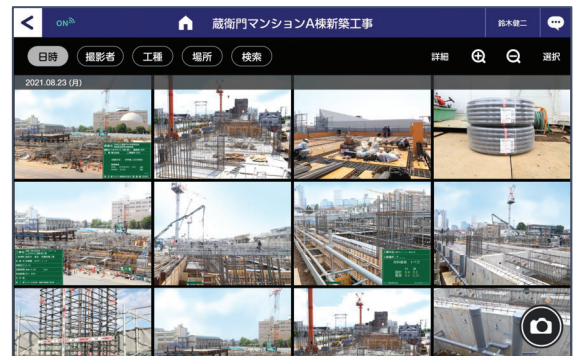 ON
蔵衛門マンションA棟新築工事
鈴木健二
日時
撮影者
工種
場所
検索
詳細
選択
2021.08.23 (月)